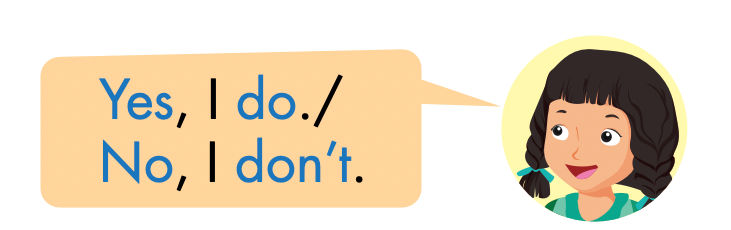 Yes, I do./
No, I don't.